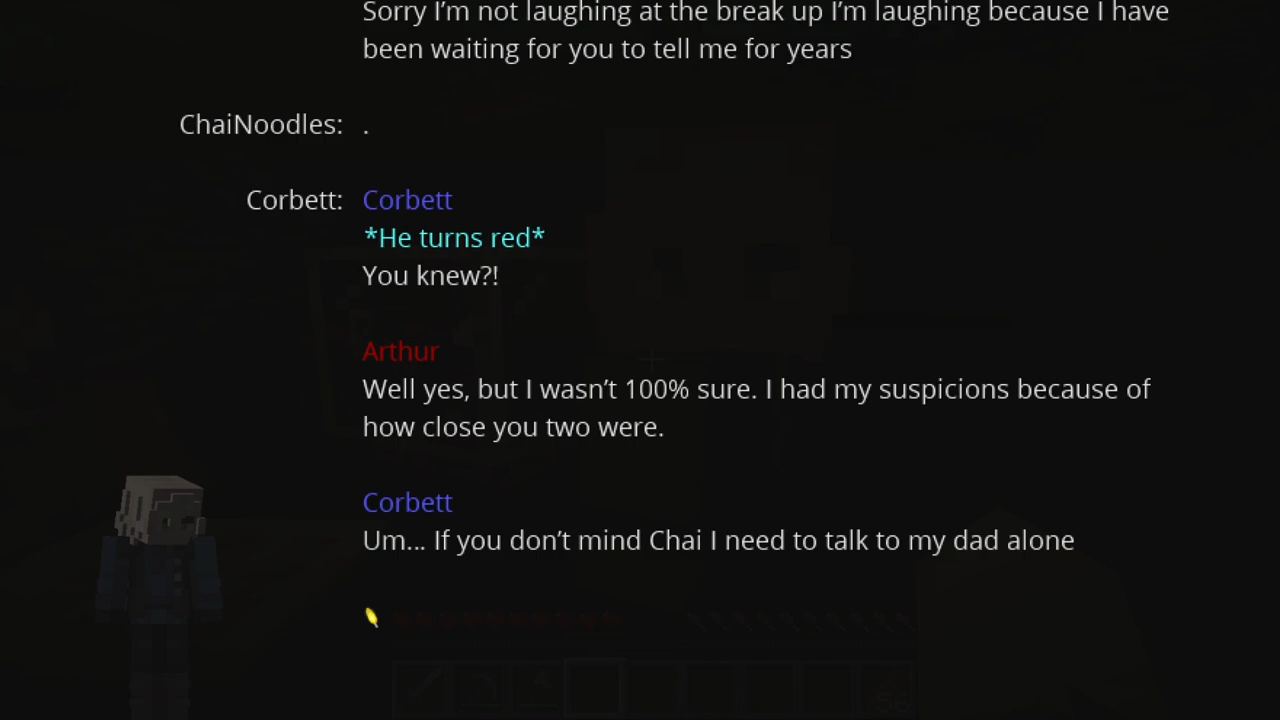 Sorry I'm not laughing at the break up I'm laughing because I have
been waiting for you to tell me for years
ChaiNoodles: .
Corbett: Corbett
*He turns red*
You knew?!
Arthur
Well yes, but I wasn't 100% sure. I had my suspicions because of
how close you two were.
Corbett
Um... If you don't mind Chai I need to talk to my dad alone
56